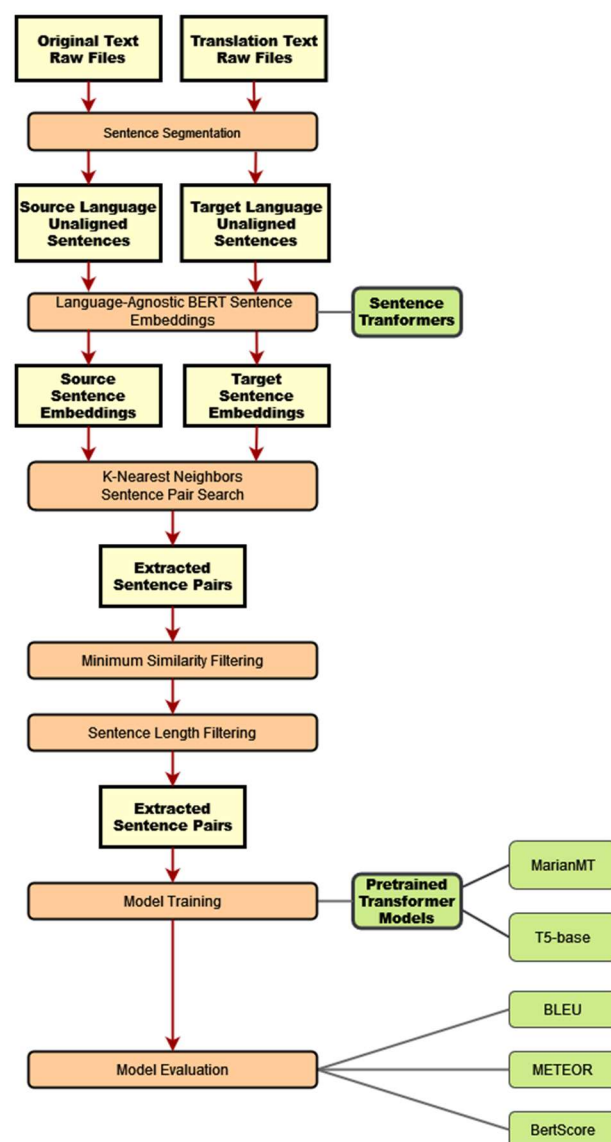 Original Text
Raw Files
Translation Text
Raw Files
Sentence Segmentation
Source Language
Unaligned
Sentences
Target Language
Unaligned
Sentences
Language-Agnostic BERT Sentence
Embeddings
Sentence
Tranformers
Source
Sentence
Embeddings
Target
Sentence
Embeddings
K-Nearest Neighbors
Sentence Pair Search
Extracted
Sentence Pairs
Minimum Similarity Filtering
Sentence Length Filtering
Extracted
Sentence Pairs
Model Training
Pretrained
Transformer
Models
MarianMT
T5-base
Model Evaluation
BLEU
METEOR
BertScore